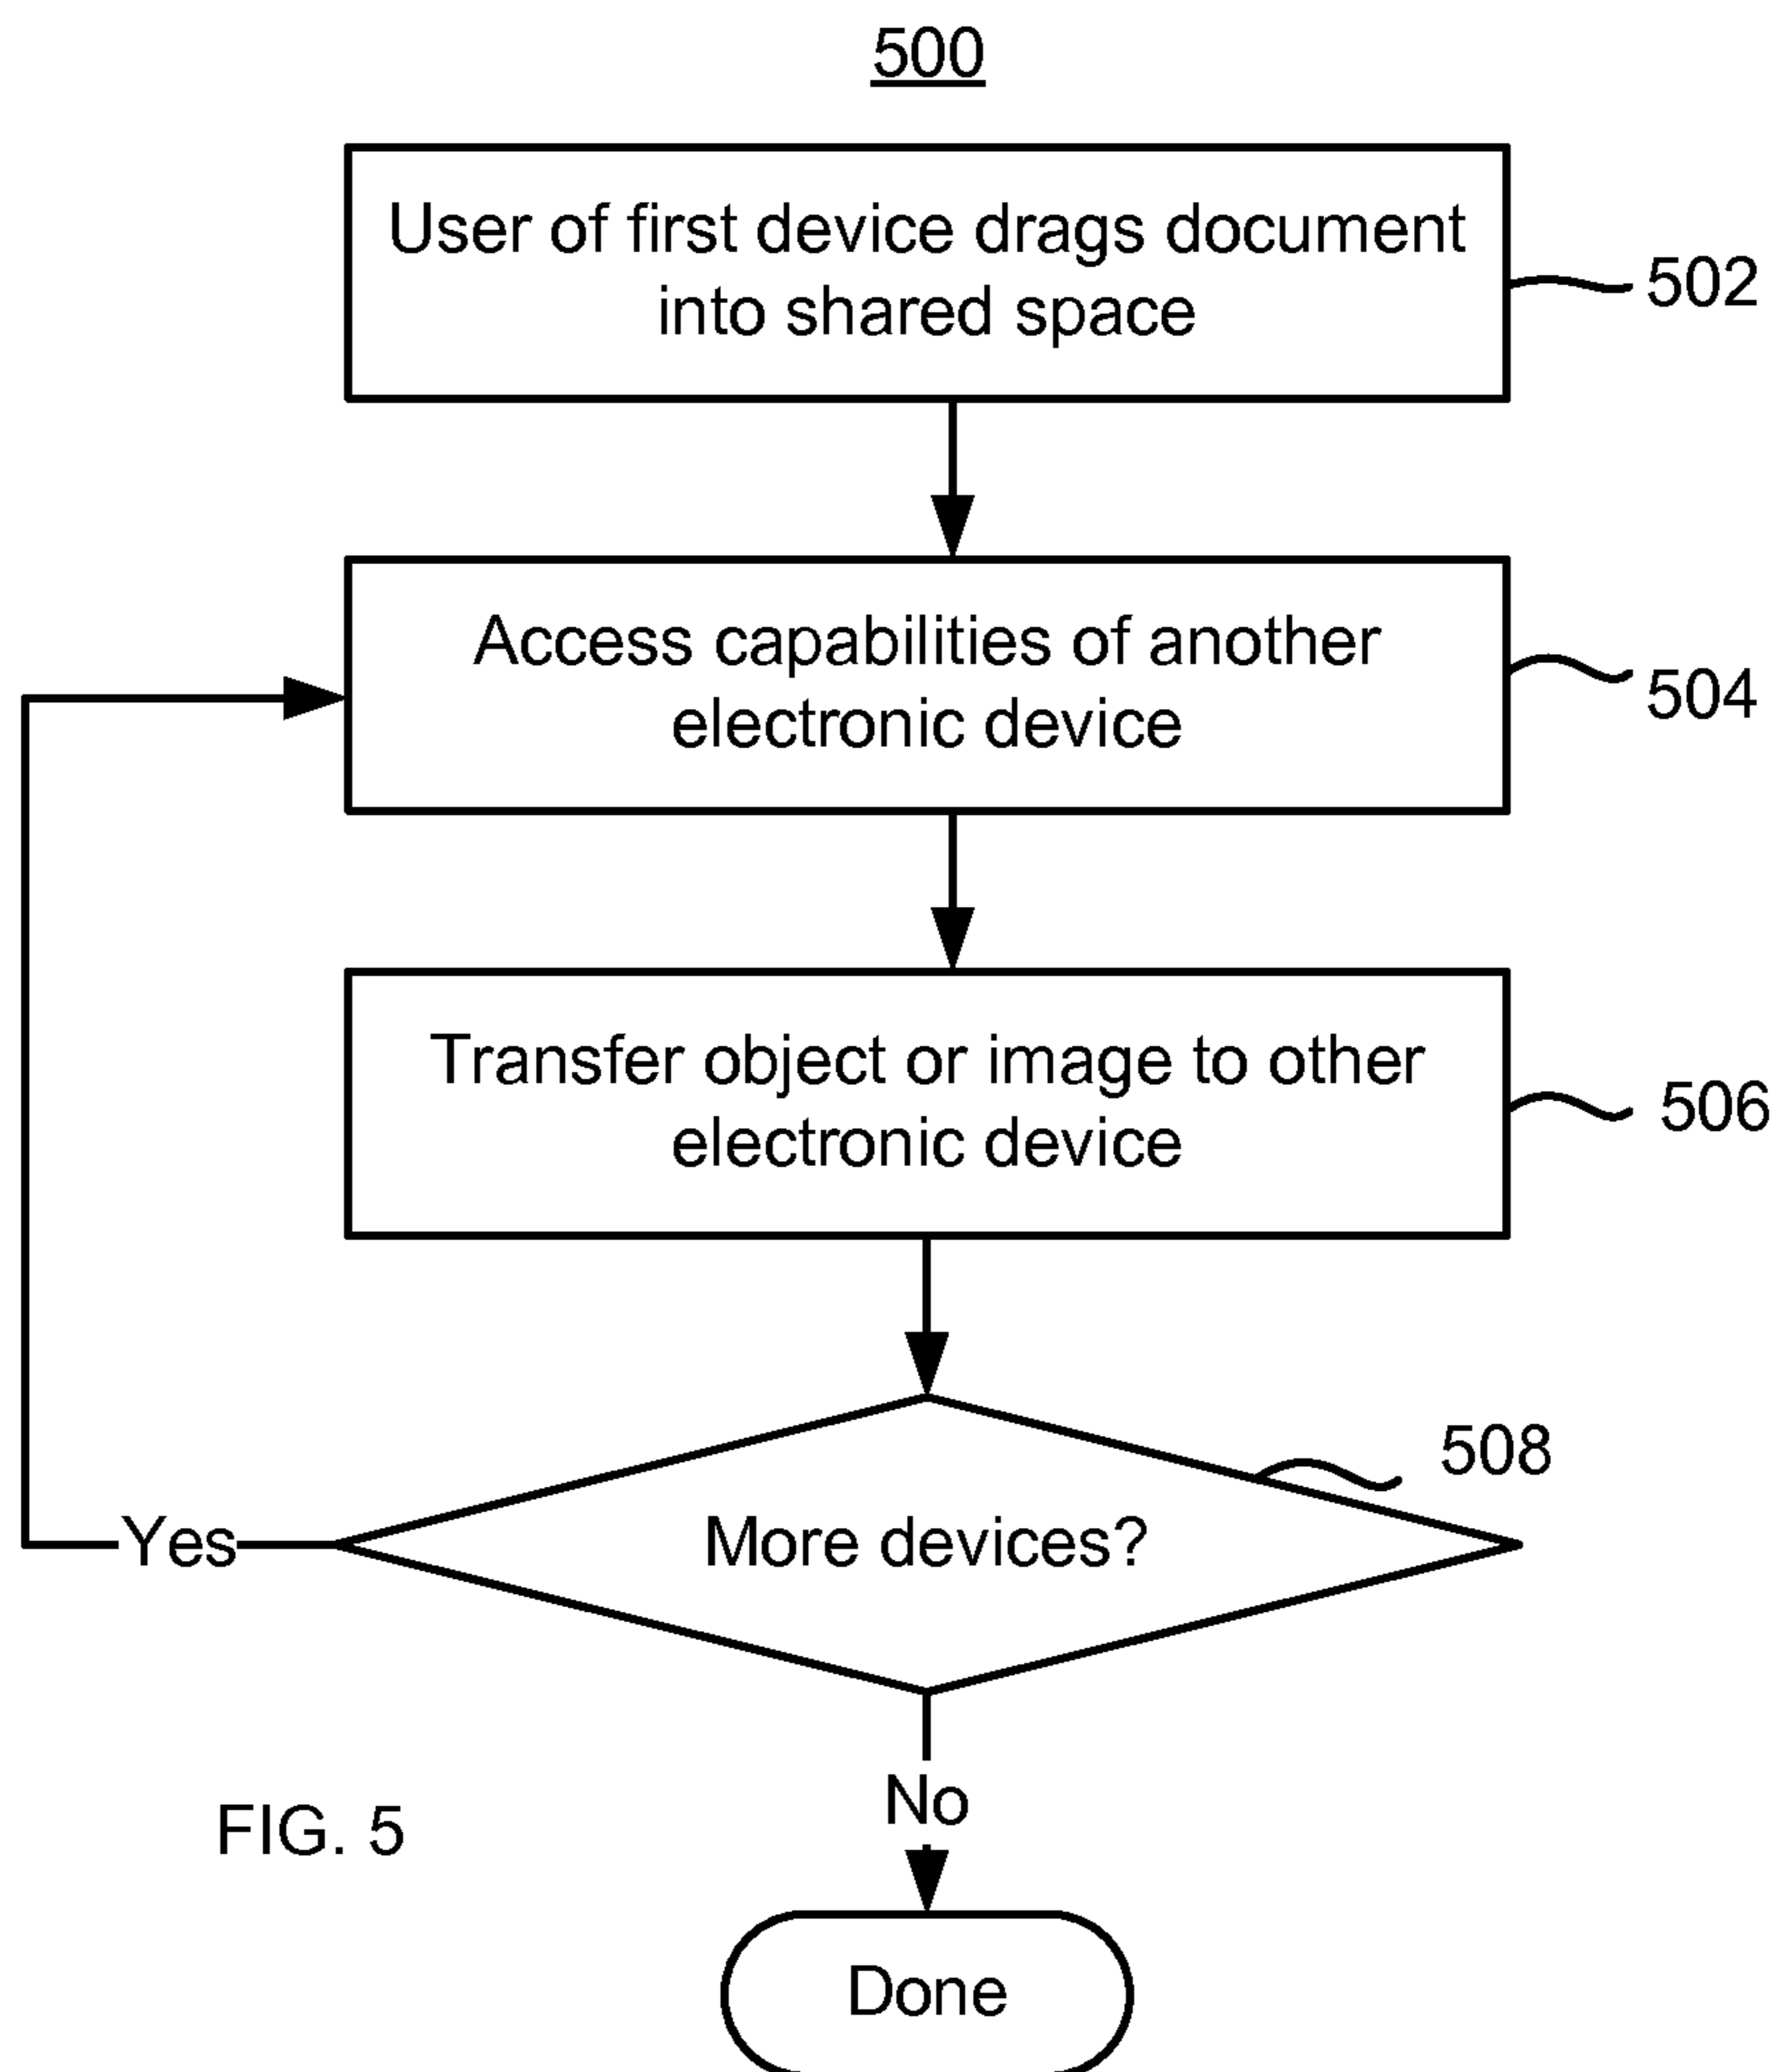 500
User of first device drags document
into shared space
502
Access capabilities of another
electronic device
504
Transfer object or image to other
electronic device
506
508
More devices?
Yes
No
FIG. 5
Done